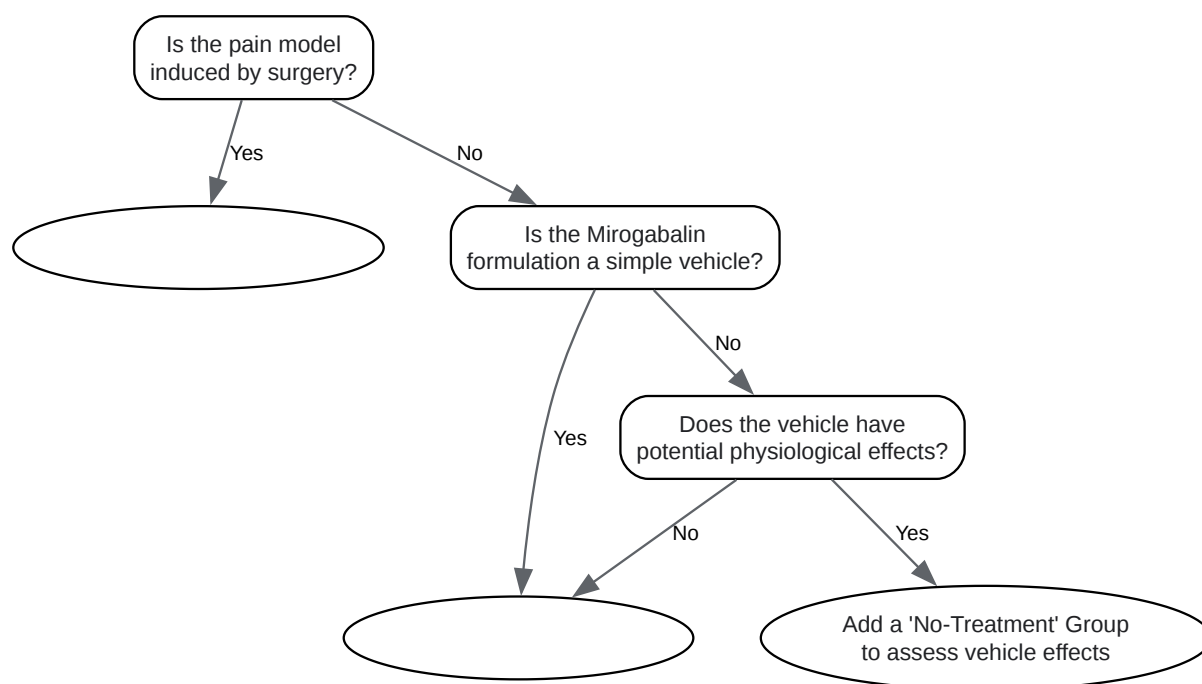 Is the pain model
induced by surgery?
Yes
No
Is the Mirogabalin
formulation a simple vehicle?
No
Does the vehicle have
potential physiological effects?
Yes
No
Yes
Add a 'No-Treatment' Group
to assess vehicle effects